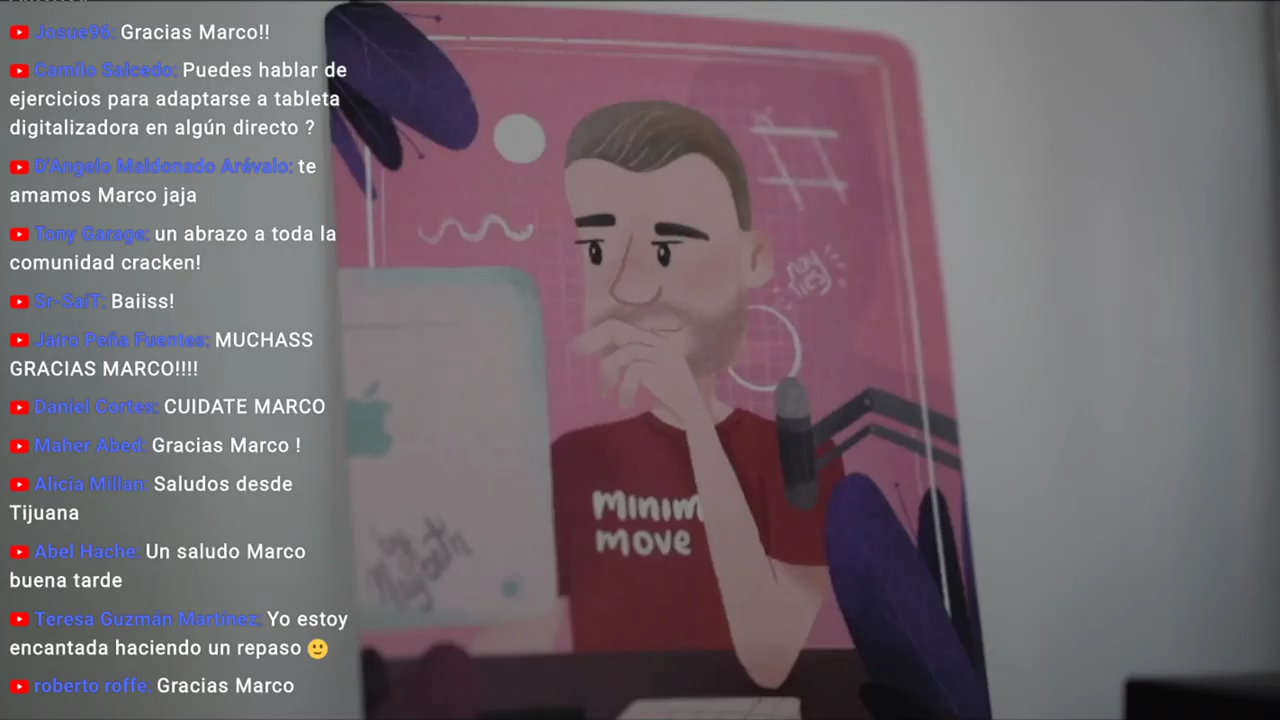 Josue96: Gracias Marco!!
Camilo Salcedo: Puedes hablar de
ejercicios para adaptarse a tableta
digitalizadora en algún directo ?
D'Angelo Maldonado Arévalo: te
amamos Marco jaja
Tony Garage: un abrazo a toda la
comunidad cracken!
Sr-SaiT: Baiiss!
Jairo Peña Fuentes: MUCHASS
GRACIAS MARCO!!!!
Daniel Cortes: CUIDATE MARCO
Maher Abed: Gracias Marco !
Alicia Millan: Saludos desde
Tijuana
Abel Hache: Un saludo Marco
buena tarde
Teresa Guzmán Martínez: Yo estoy
encantada haciendo un repaso 🙂
roberto roffe: Gracias Marco
Minim
move
by